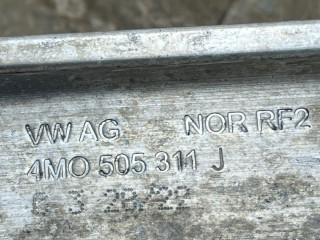 VW AG NOR RF2
4M0 505 311 J